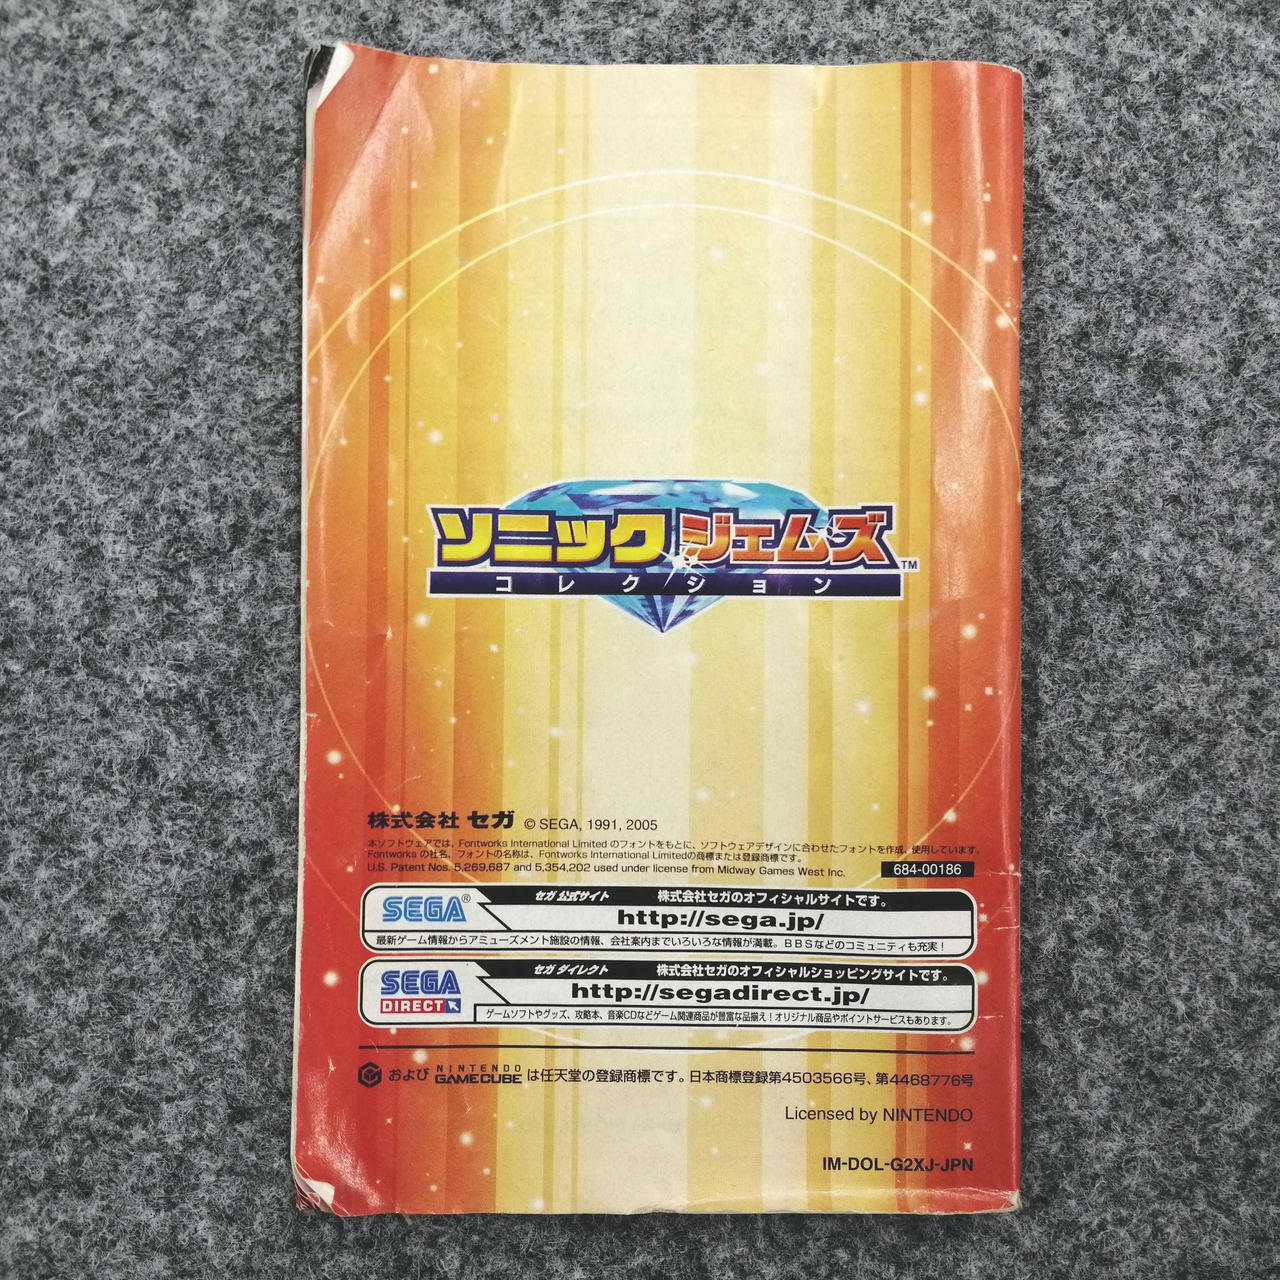 ソニック ジェムズ TM
コレクション
株式会社 セガ © SEGA, 1991, 2005
本ソフトウェアでは、Fontworks International Limited のフォントをもとに、ソフトウェアデザインに合わせたフォントを作成、使用しています。
Fontworks の社名、フォントの名称は、Fontworks International Limitedの商標または登録商標です。
U.S. Patent Nos. 5,269,687 and 5,354,202 used under license from Midway Games West Inc.
684-00186
SEGA®
セガ 公式サイト 株式会社セガのオフィシャルサイトです。
http://sega.jp/
最新ゲーム情報からアミューズメント施設の情報、会社案内までいろいろな情報が満載。BBSなどのコミュニティも充実!
SEGA
DIRECT
セガ ダイレクト 株式会社セガのオフィシャルショッピングサイトです。
http://segadirect.jp/
ゲームソフトやグッズ、攻略本、音楽CDなどゲーム関連商品が豊富な品揃え!オリジナル商品やポイントサービスもあります。
および NINTENDO GAMECUBE は任天堂の登録商標です。日本商標登録第4503566号、第4468776号
Licensed by NINTENDO
IM-DOL-G2XJ-JPN